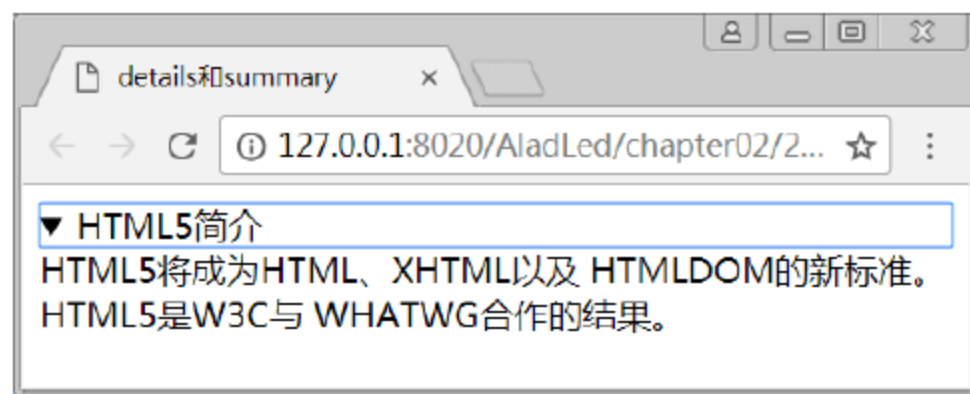 details和summary
127.0.0.1:8020/AladLed/chapter02/2...
HTML5简介
HTML5将成为HTML、XHTML以及 HTMLDOM的新标准。
HTML5是W3C与 WHATWG合作的结果。